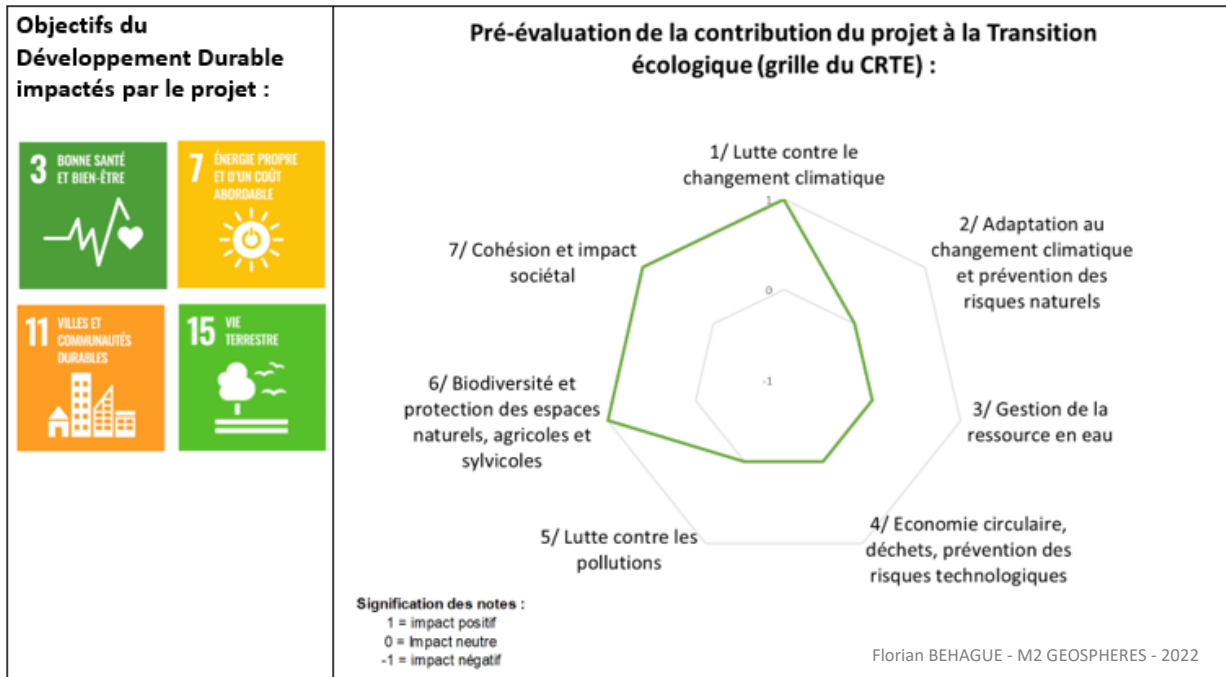 Objectifs du
Développement Durable
impactés par le projet :
3 BONNE SANTÉ
ET BIEN-ÊTRE
7 ÉNERGIE PROPRE
ET D'UN COÛT
ABORDABLE
11 VILLES ET
COMMUNAUTÉS
DURABLES
15 VIE
TERRESTRE
Pré-évaluation de la contribution du projet à la Transition
écologique (grille du CRTE) :
1/ Lutte contre le
changement climatique
2/ Adaptation au
changement climatique
et prévention des
risques naturels
3/ Gestion de la
ressource en eau
4/ Economie circulaire,
déchets, prévention des
risques technologiques
5/ Lutte contre les
pollutions
6/ Biodiversité et
protection des espaces
naturels, agricoles et
sylvicoles
7/ Cohésion et impact
sociétal
1
0
-1
Signification des notes :
1 = impact positif
0 = Impact neutre
-1 = impact négatif
Florian BEHAGUE - M2 GEOSPHERES - 2022